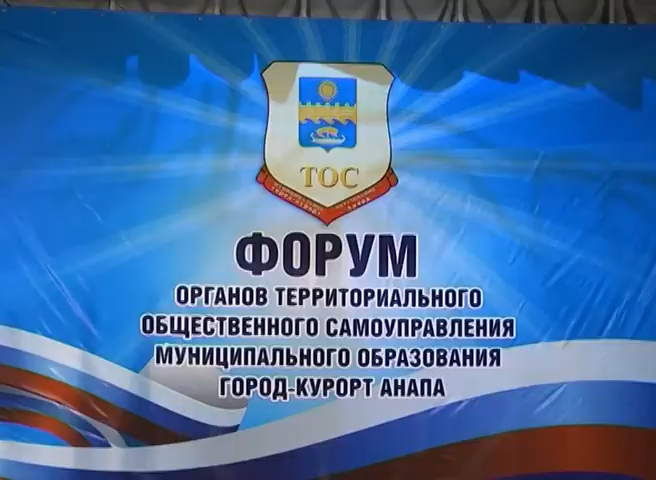 ТОС
ФОРУМ
ОРГАНОВ ТЕРРИТОРИАЛЬНОГО
ОБЩЕСТВЕННОГО САМОУПРАВЛЕНИЯ
МУНИЦИПАЛЬНОГО ОБРАЗОВАНИЯ
ГОРОД-КУРОРТ АНАПА